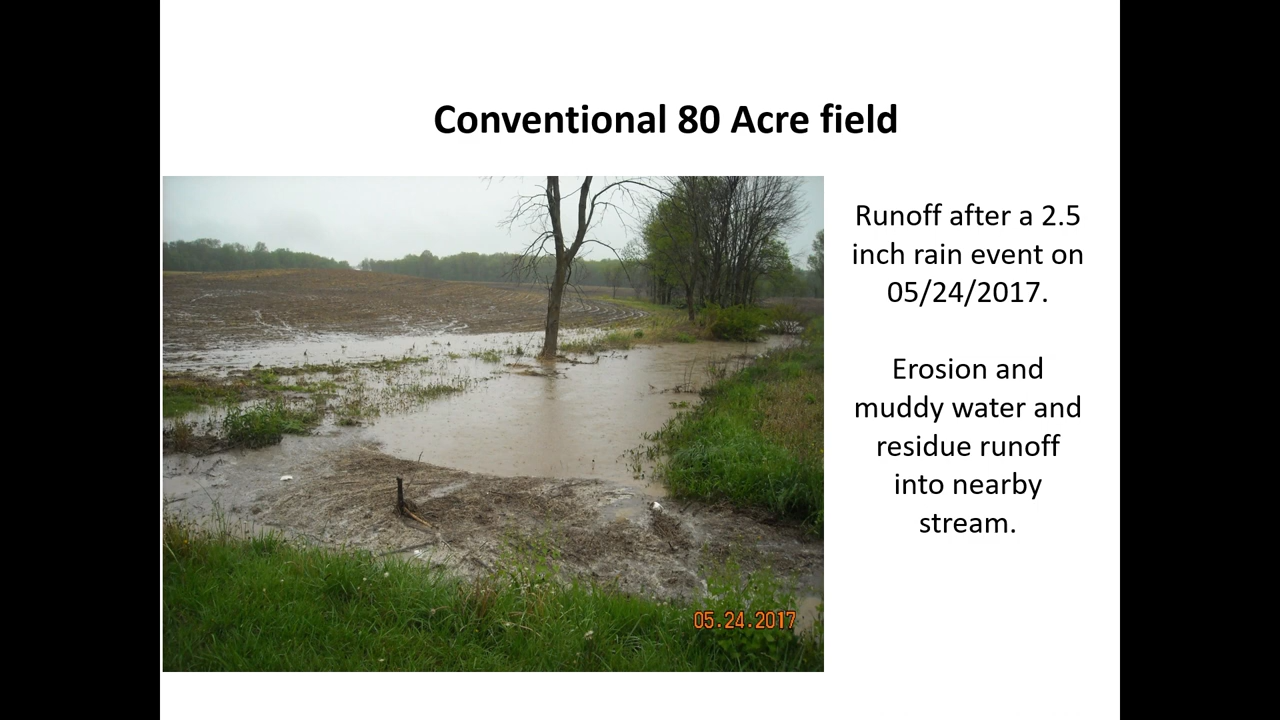 Conventional 80 Acre field
Runoff after a 2.5
inch rain event on
05/24/2017.
Erosion and
muddy water and
residue runoff
into nearby
stream.
05.24.2017